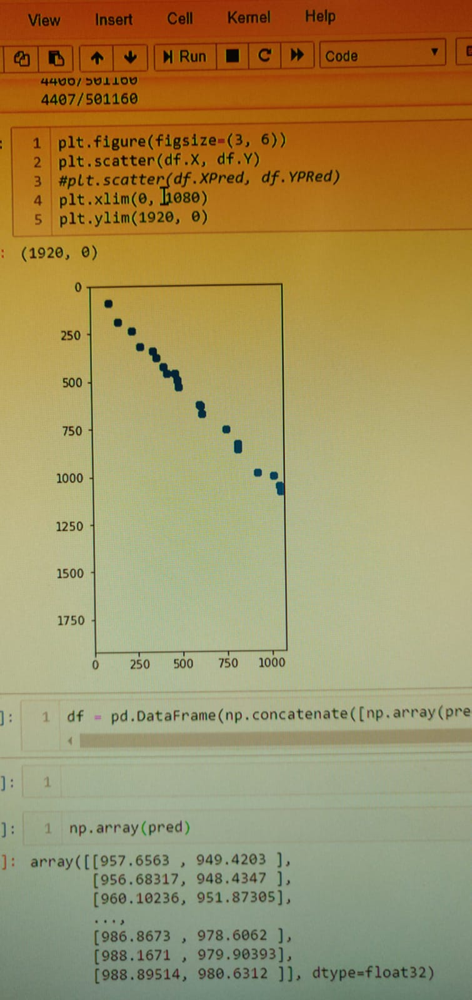 View Insert Cell Kernel Help
Run Code
4406/501160
4407/501160
1 plt.figure(figsize=(3, 6))
2 plt.scatter(df.X, df.Y)
3 #plt.scatter(df.XPred, df.YPRed)
4 plt.xlim(0, 1080)
5 plt.ylim(1920, 0)
: (1920, 0)
0
250
500
750
1000
1250
1500
1750
0 250 500 750 1000
]: 1 df = pd.DataFrame(np.concatenate([np.array(pre
]: 1
]: 1 np.array(pred)
]: array([[957.6563 , 949.4203 ],
[956.68317, 948.4347 ],
[960.10236, 951.87305],
...,
[986.8673 , 978.6062 ],
[988.1671 , 979.90393],
[988.89514, 980.6312 ]], dtype=float32)